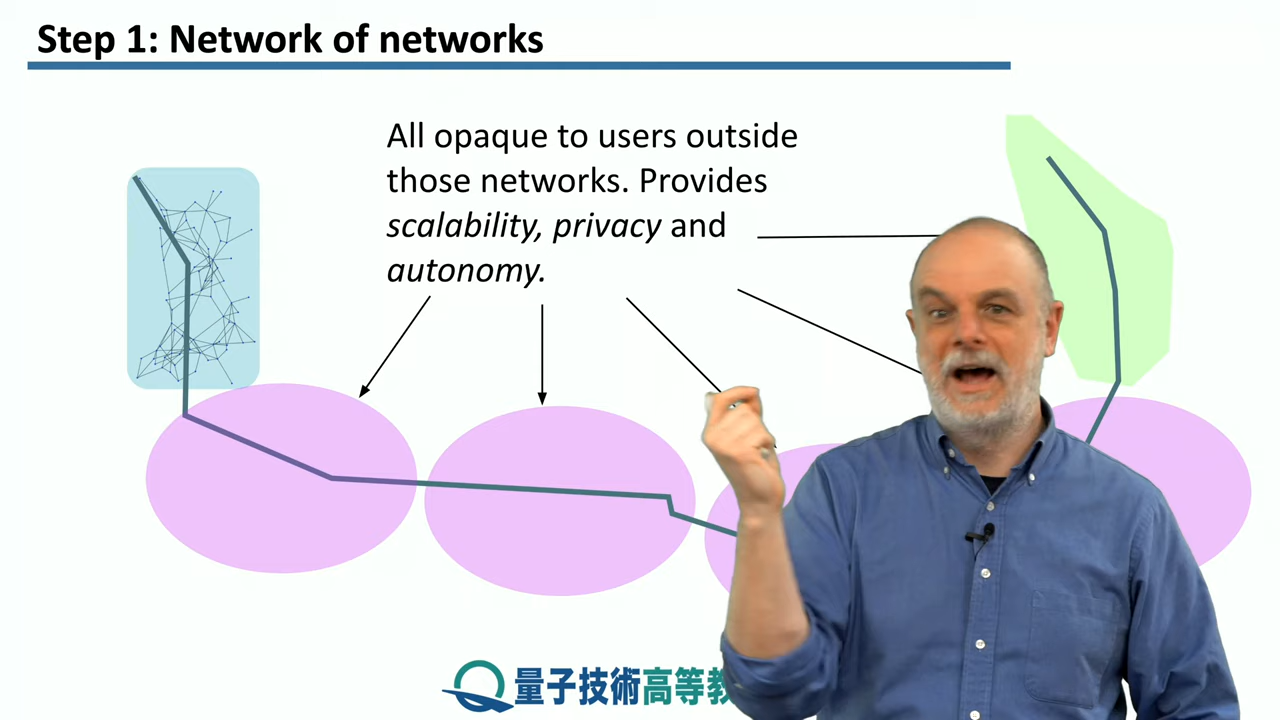 Step 1: Network of networks
All opaque to users outside
those networks. Provides
scalability, privacy and
autonomy.
量子技術高等教